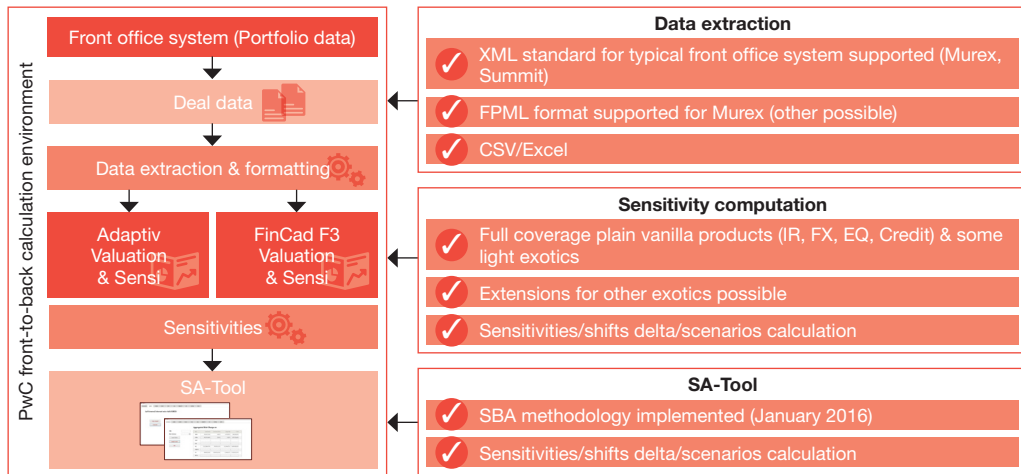 PwC front-to-back calculation environment
Front office system (Portfolio data)
Deal data
Data extraction & formatting
Adaptiv
Valuation
& Sensi
FinCad F3
Valuation
& Sensi
Sensitivities
SA-Tool
Data extraction
XML standard for typical front office system supported (Murex,
Summit)
FPML format supported for Murex (other possible)
CSV/Excel
Sensitivity computation
Full coverage plain vanilla products (IR, FX, EQ, Credit) & some
light exotics
Extensions for other exotics possible
Sensitivities/shifts delta/scenarios calculation
SA-Tool
SBA methodology implemented (January 2016)
Sensitivities/shifts delta/scenarios calculation